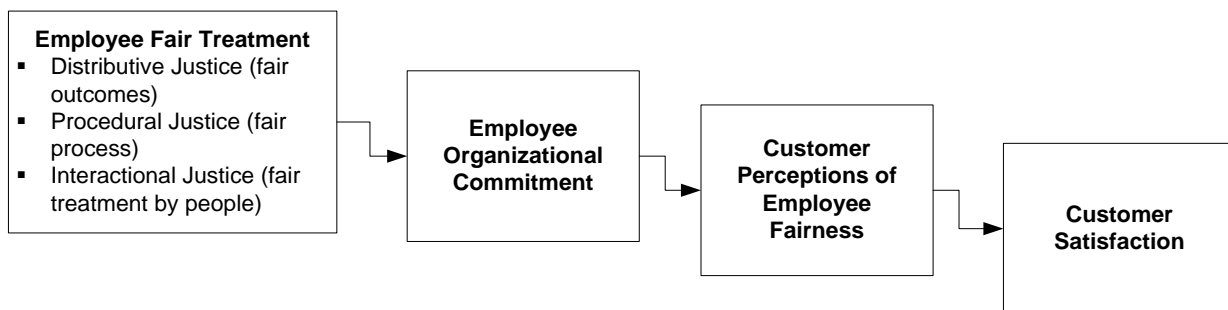 Employee Fair Treatment
▪ Distributive Justice (fair
outcomes)
▪ Procedural Justice (fair
process)
▪ Interactional Justice (fair
treatment by people)
Employee
Organizational
Commitment
Customer
Perceptions of
Employee
Fairness
Customer
Satisfaction